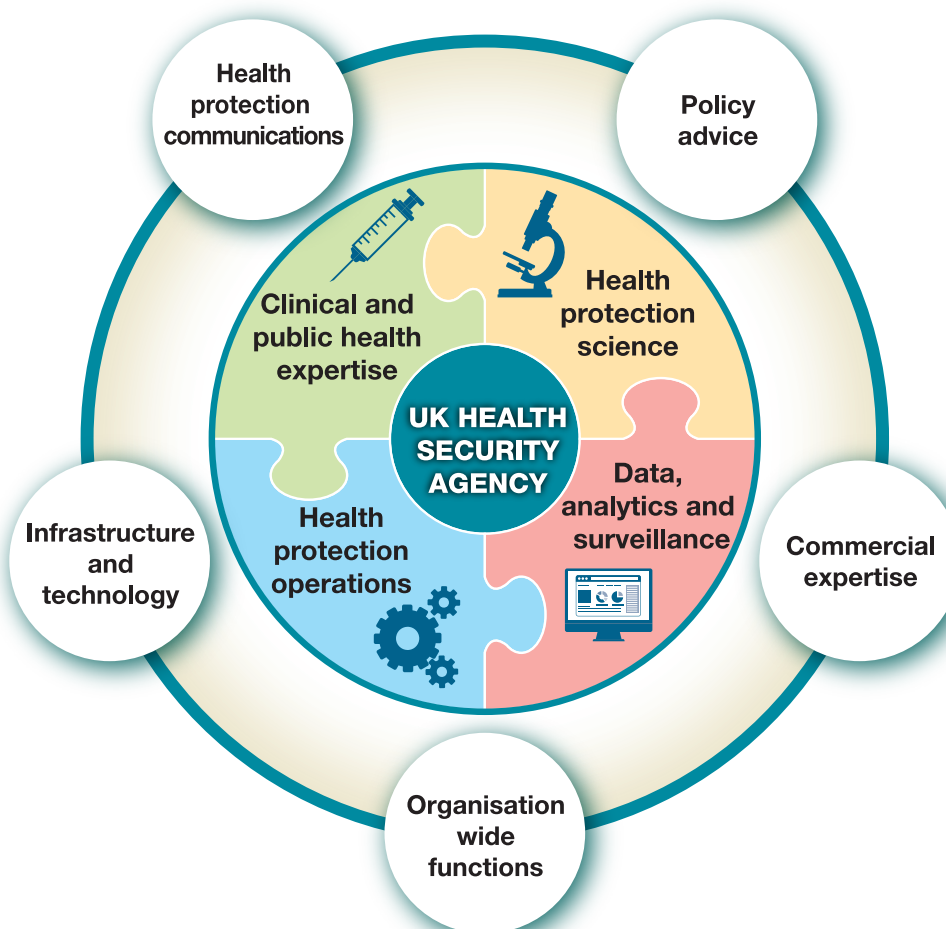 Health
protection
communications
Policy
advice
Clinical and
public health
expertise
Health
protection
science
UK HEALTH
SECURITY
AGENCY
Health
protection
operations
Data,
analytics and
surveillance
Infrastructure
and
technology
Commercial
expertise
Organisation
wide
functions